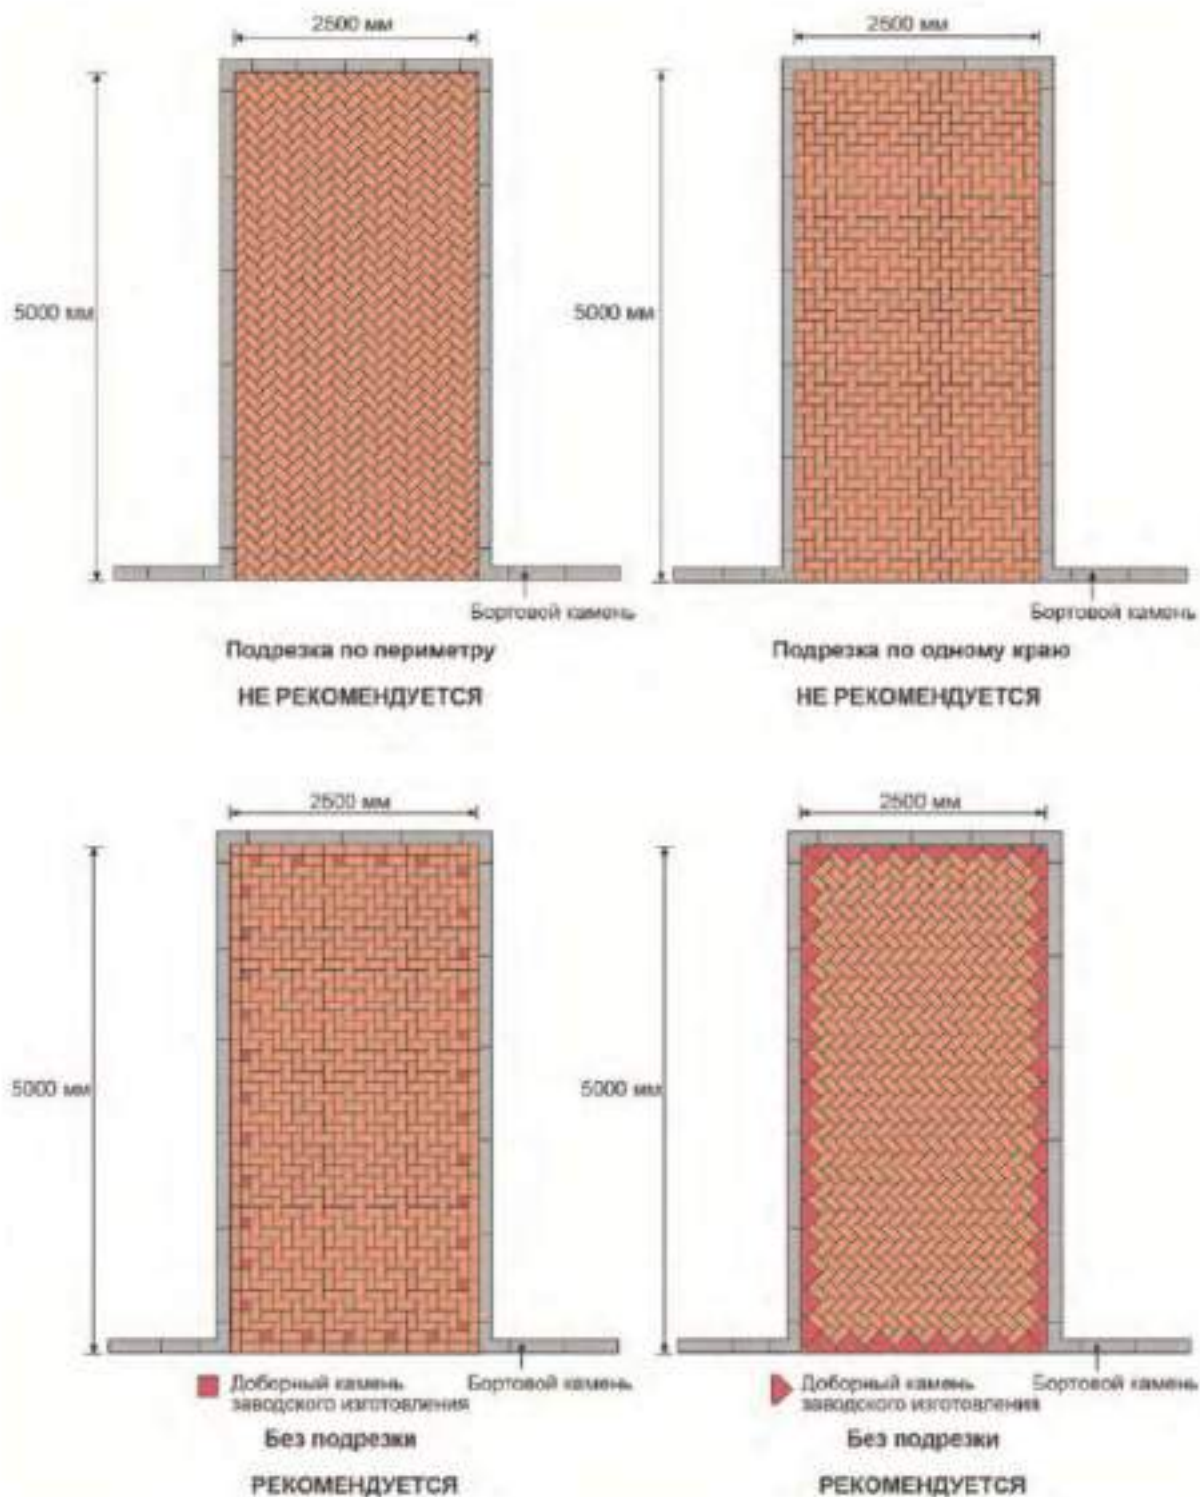 2500 мм
2500 мм
5000 мм
5000 мм
Бортовой камень
Бортовой камень
Подрезка по периметру
Подрезка по одному краю
НЕ РЕКОМЕНДУЕТСЯ
НЕ РЕКОМЕНДУЕТСЯ
2500 мм
2500 мм
5000 мм
5000 мм
Доборный камень
заводского изготовления
Бортовой камень
Доборный камень
заводского изготовления
Бортовой камень
Без подрезки
Без подрезки
РЕКОМЕНДУЕТСЯ
РЕКОМЕНДУЕТСЯ